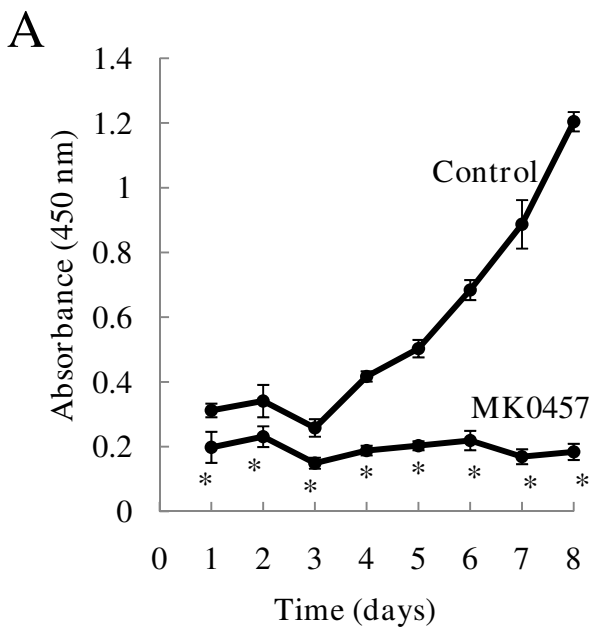 A
1.4
1.2
1
0.8
0.6
0.4
0.2
0
Absorbance (450 nm)
Control
MK0457
* * * * * * * *
0 1 2 3 4 5 6 7 8
Time (days)